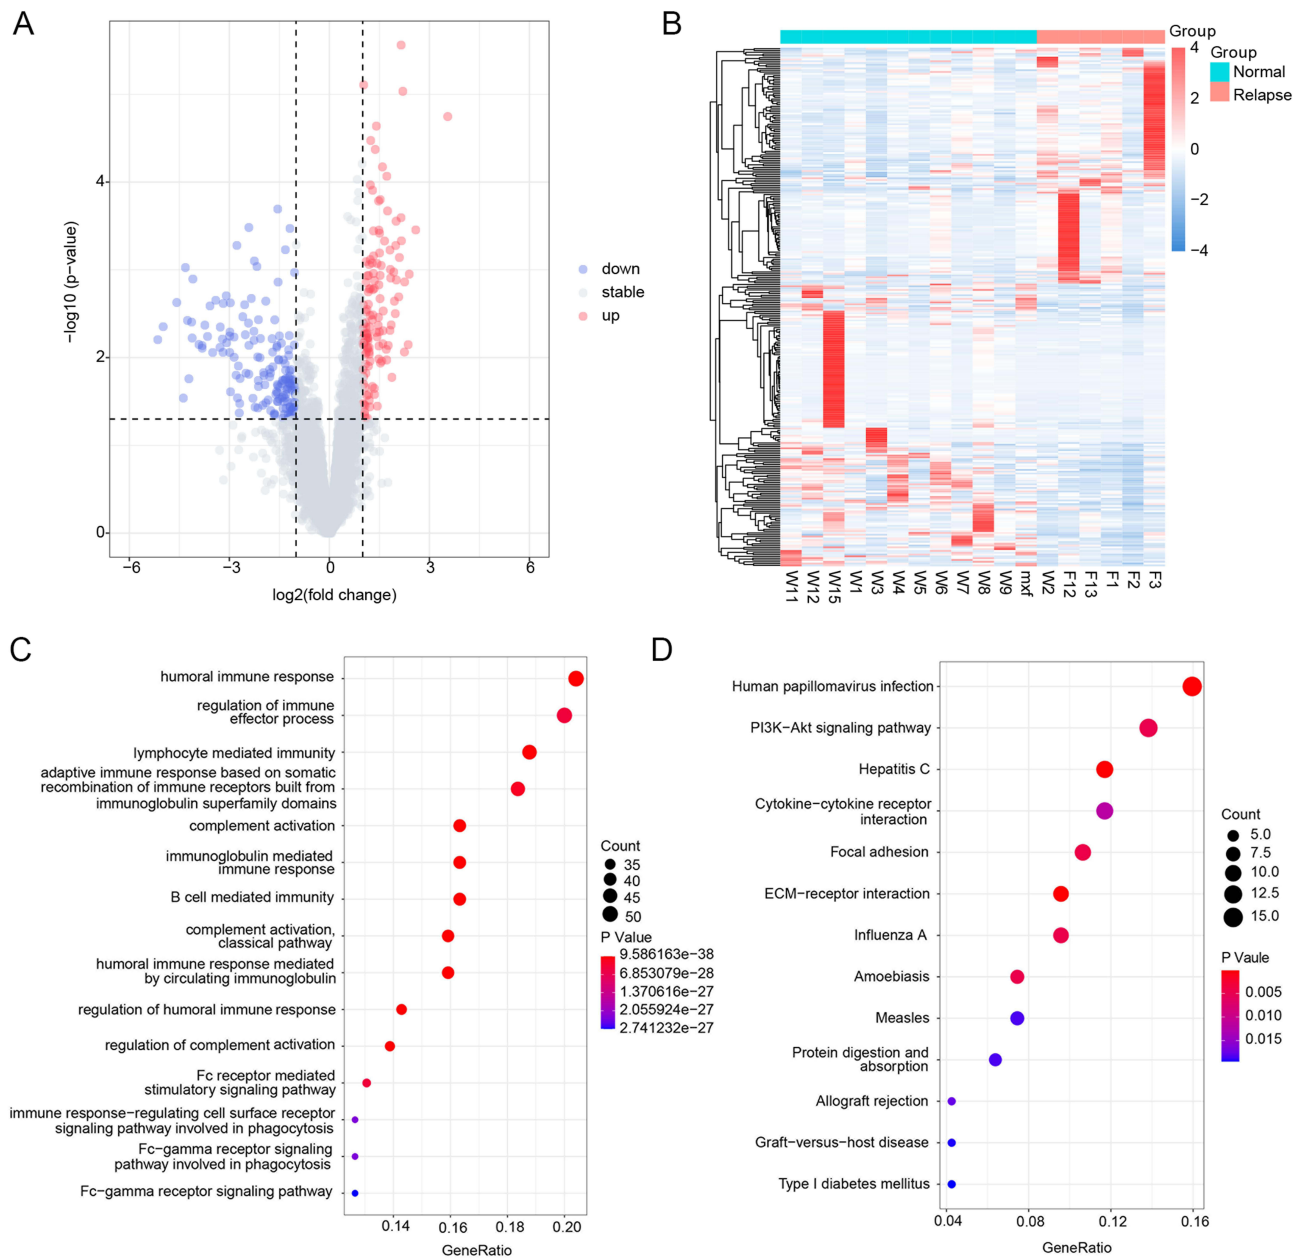 A
−log10 (p−value)
4
2
0
−6
−3
0
3
6
log2(fold change)
down
stable
up
B
Group
4
2
0
−2
−4
Group
Normal
Relapse
W11
W12
W15
W1
W3
W4
W5
W6
W7
W8
W9
mxf
W2
F12
F13
F1
F2
F3
C
humoral immune response
regulation of immune
effector process
lymphocyte mediated immunity
adaptive immune response based on somatic
recombination of immune receptors built from
immunoglobulin superfamily domains
complement activation
immunoglobulin mediated
immune response
B cell mediated immunity
complement activation,
classical pathway
humoral immune response mediated
by circulating immunoglobulin
regulation of humoral immune response
regulation of complement activation
Fc receptor mediated
stimulatory signaling pathway
immune response−regulating cell surface receptor
signaling pathway involved in phagocytosis
Fc−gamma receptor signaling
pathway involved in phagocytosis
Fc−gamma receptor signaling pathway
0.14
0.16
0.18
0.20
GeneRatio
Count
35
40
45
50
P Value
9.586163e−38
6.853079e−28
1.370616e−27
2.055924e−27
2.741232e−27
D
Human papillomavirus infection
PI3K−Akt signaling pathway
Hepatitis C
Cytokine−cytokine receptor
interaction
Focal adhesion
ECM−receptor interaction
Influenza A
Amoebiasis
Measles
Protein digestion and
absorption
Allograft rejection
Graft−versus−host disease
Type I diabetes mellitus
0.04
0.08
0.12
0.16
GeneRatio
Count
5.0
7.5
10.0
12.5
15.0
P Vaule
0.005
0.010
0.015